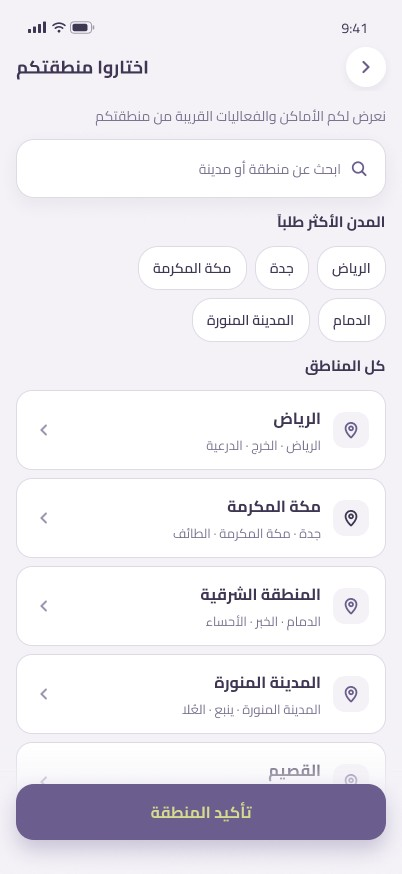 9:41
اختاروا منطقتكم
نعرض لكم الأماكن والفعاليات القريبة من منطقتكم
ابحث عن منطقة أو مدينة
المدن الأكثر طلباً
الرياض
جدة
مكة المكرمة
الدمام
المدينة المنورة
كل المناطق
الرياض
الرياض · الخرج · الدرعية
مكة المكرمة
جدة · مكة المكرمة · الطائف
المنطقة الشرقية
الدمام · الخبر · الأحساء
المدينة المنورة
المدينة المنورة · ينبع · العُلا
القصيم
تأكيد المنطقة